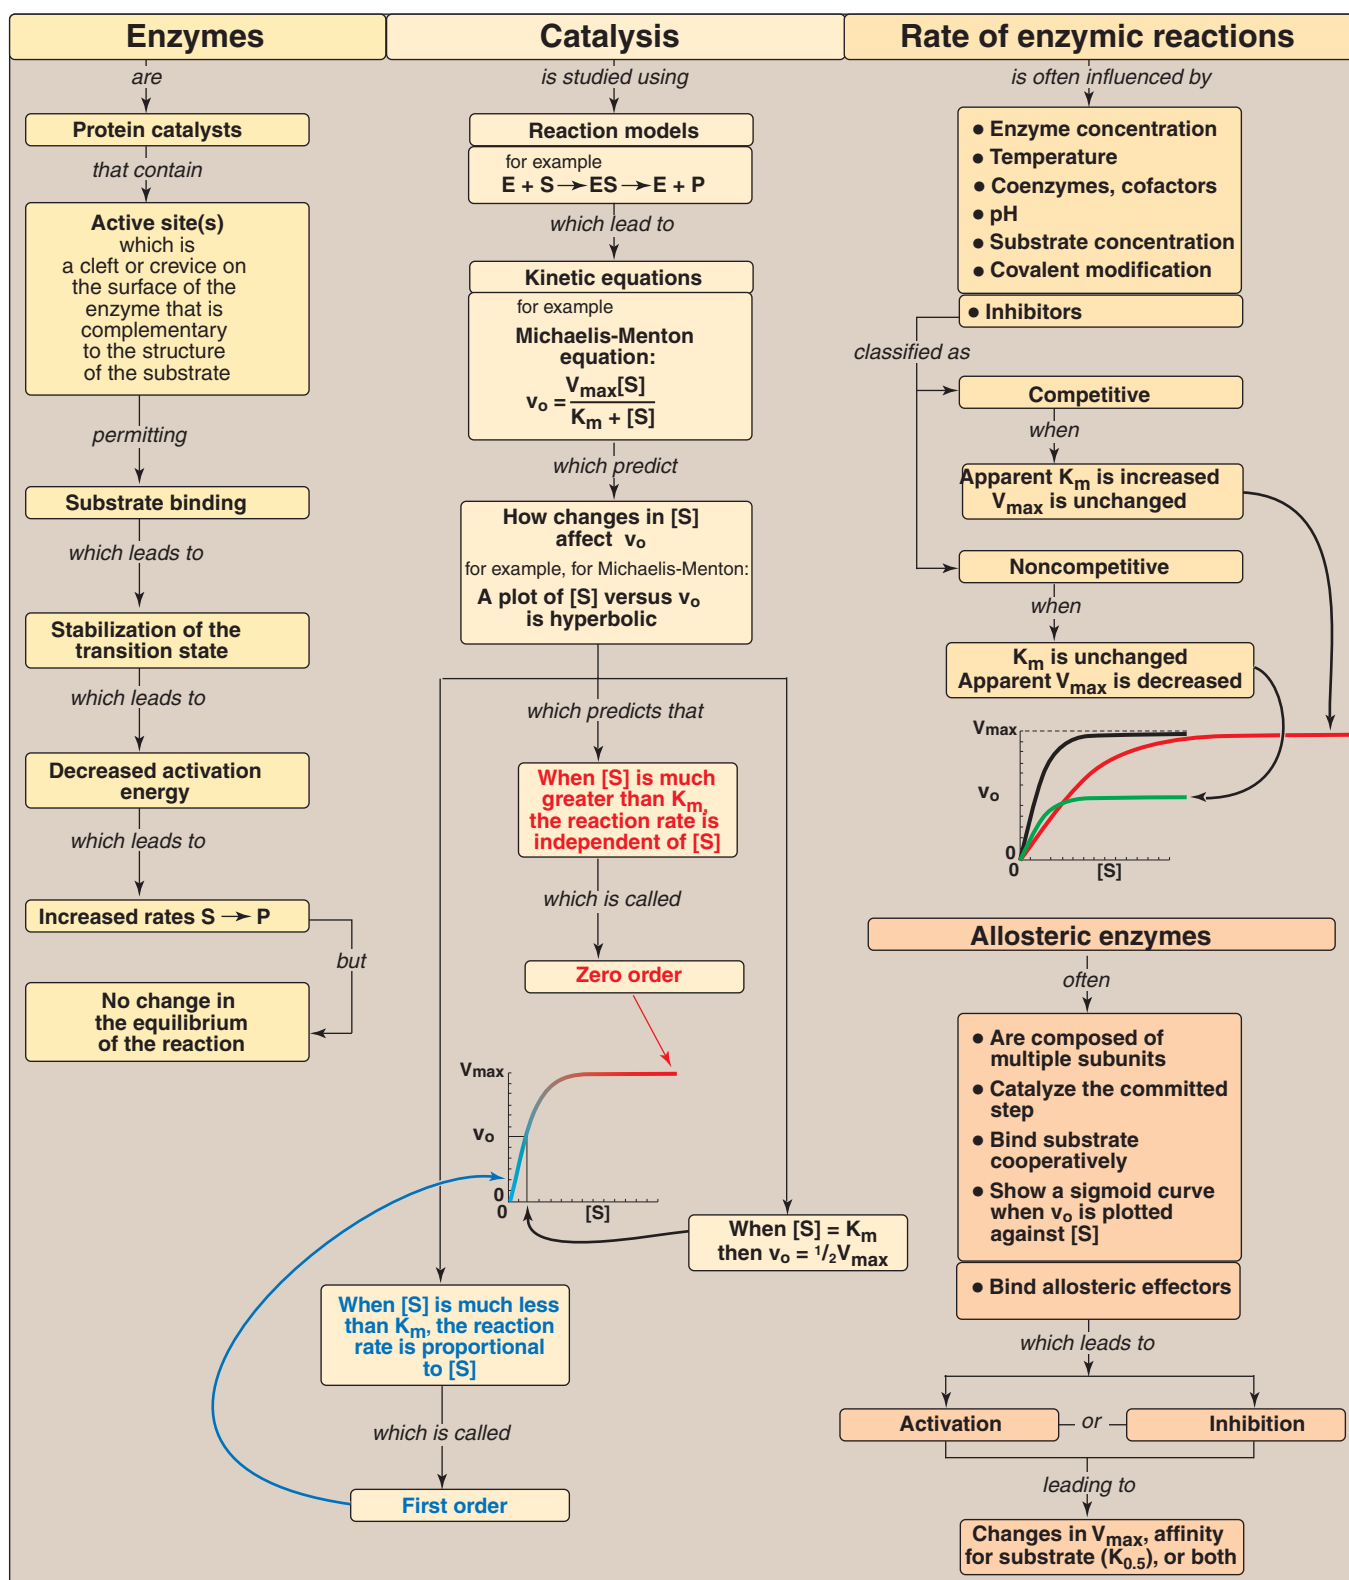 Enzymes
are
Protein catalysts
that contain
Active site(s)
which is
a cleft or crevice on
the surface of the
enzyme that is
complementary
to the structure
of the substrate
permitting
Substrate binding
which leads to
Stabilization of the
transition state
which leads to
Decreased activation
energy
which leads to
Increased rates S → P
but
No change in
the equilibrium
of the reaction
Catalysis
is studied using
Reaction models
for example
E + S → ES → E + P
which lead to
Kinetic equations
for example
Michaelis-Menton
equation:
vo = Vmax[S] / Km + [S]
which predict
How changes in [S]
affect vo
for example, for Michaelis-Menton:
A plot of [S] versus vo
is hyperbolic
which predicts that
When [S] is much
greater than Km,
the reaction rate is
independent of [S]
which is called
Zero order
Vmax
vo
0
0
[S]
When [S] = Km
then vo = 1/2Vmax
When [S] is much less
than Km, the reaction
rate is proportional
to [S]
which is called
First order
Rate of enzymic reactions
is often influenced by
● Enzyme concentration
● Temperature
● Coenzymes, cofactors
● pH
● Substrate concentration
● Covalent modification
● Inhibitors
classified as
Competitive
when
Apparent Km is increased
Vmax is unchanged
Noncompetitive
when
Km is unchanged
Apparent Vmax is decreased
Vmax
vo
0
0
[S]
Allosteric enzymes
often
● Are composed of
multiple subunits
● Catalyze the committed
step
● Bind substrate
cooperatively
● Show a sigmoid curve
when vo is plotted
against [S]
● Bind allosteric effectors
which leads to
Activation
or
Inhibition
leading to
Changes in Vmax, affinity
for substrate (K0.5), or both